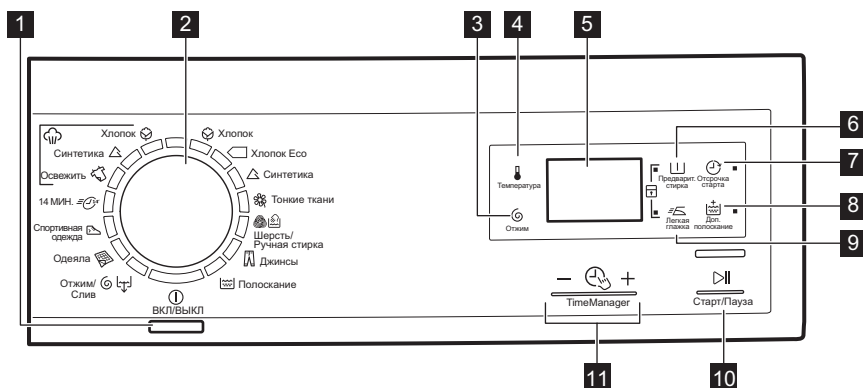 1
2
3
4
5
6
7
8
9
10
11
Хлопок
Синтетика
Освежить
14 МИН.
Спортивная
одежда
Одеяла
Отжим/
Слив
ВКЛ/ВЫКЛ
Хлопок
Хлопок Eco
Синтетика
Тонкие ткани
Шерсть/
Ручная стирка
Джинсы
Полоскание
Температура
Отжим
Предварит.
стирка
Отсрочка
старта
Легкая
глажка
Доп.
полоскание
TimeManager
Старт/Пауза